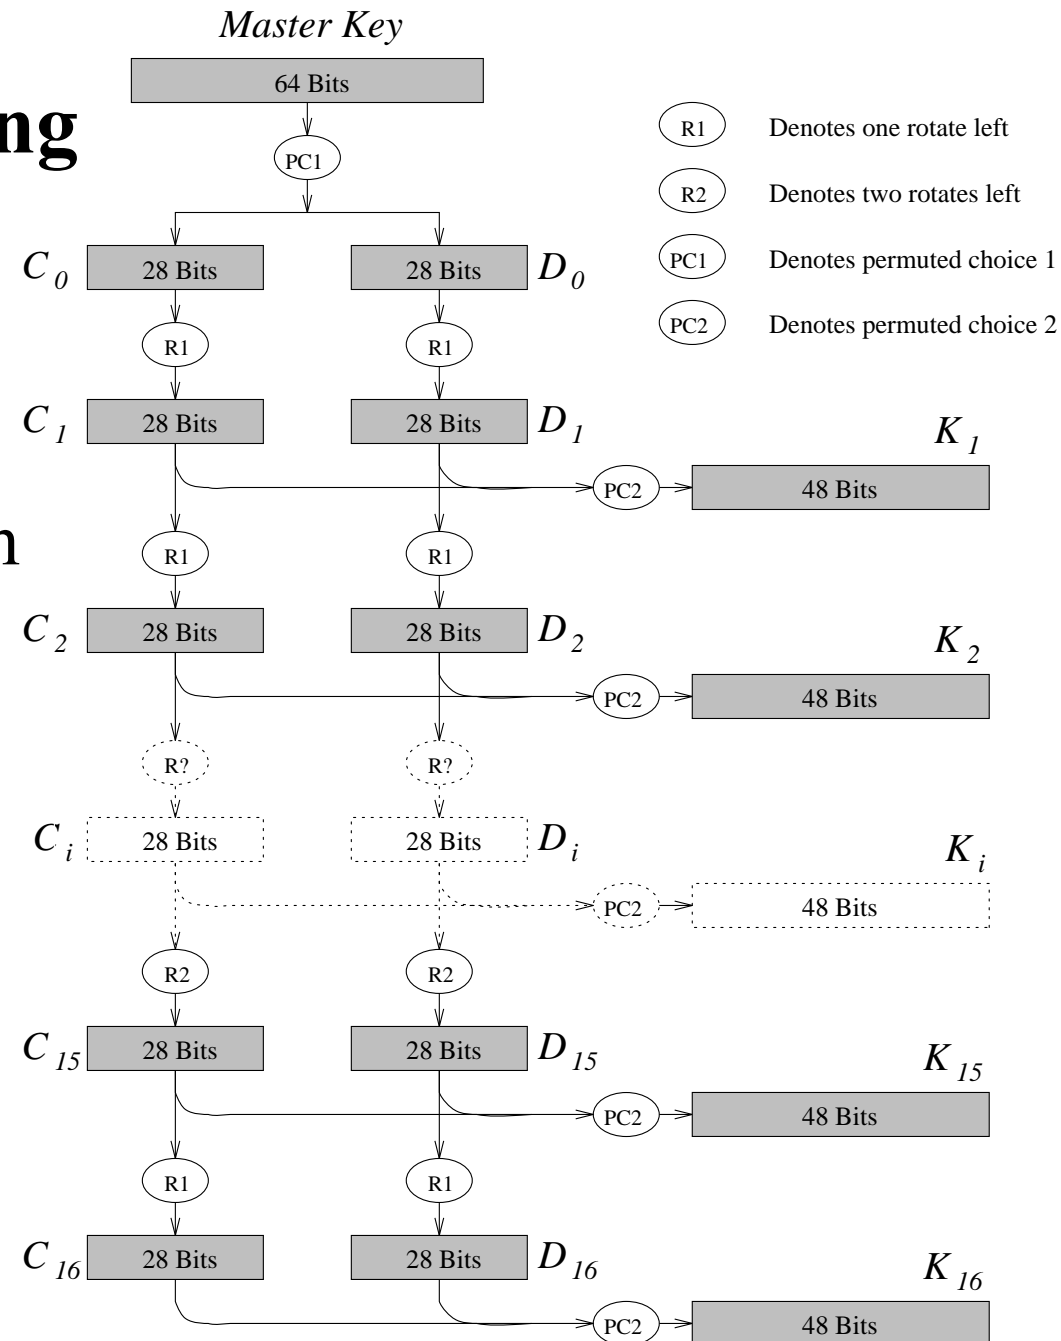 Master Key
64 Bits
ng
PC1
R1 Denotes one rotate left
R2 Denotes two rotates left
PC1 Denotes permuted choice 1
PC2 Denotes permuted choice 2
C0 28 Bits 28 Bits D0
R1 R1
C1 28 Bits 28 Bits D1
K1
PC2 48 Bits
n
R1 R1
C2 28 Bits 28 Bits D2
K2
PC2 48 Bits
R? R?
Ci 28 Bits 28 Bits Di
Ki
PC2 48 Bits
R2 R2
C15 28 Bits 28 Bits D15
K15
PC2 48 Bits
R1 R1
C16 28 Bits 28 Bits D16
K16
PC2 48 Bits